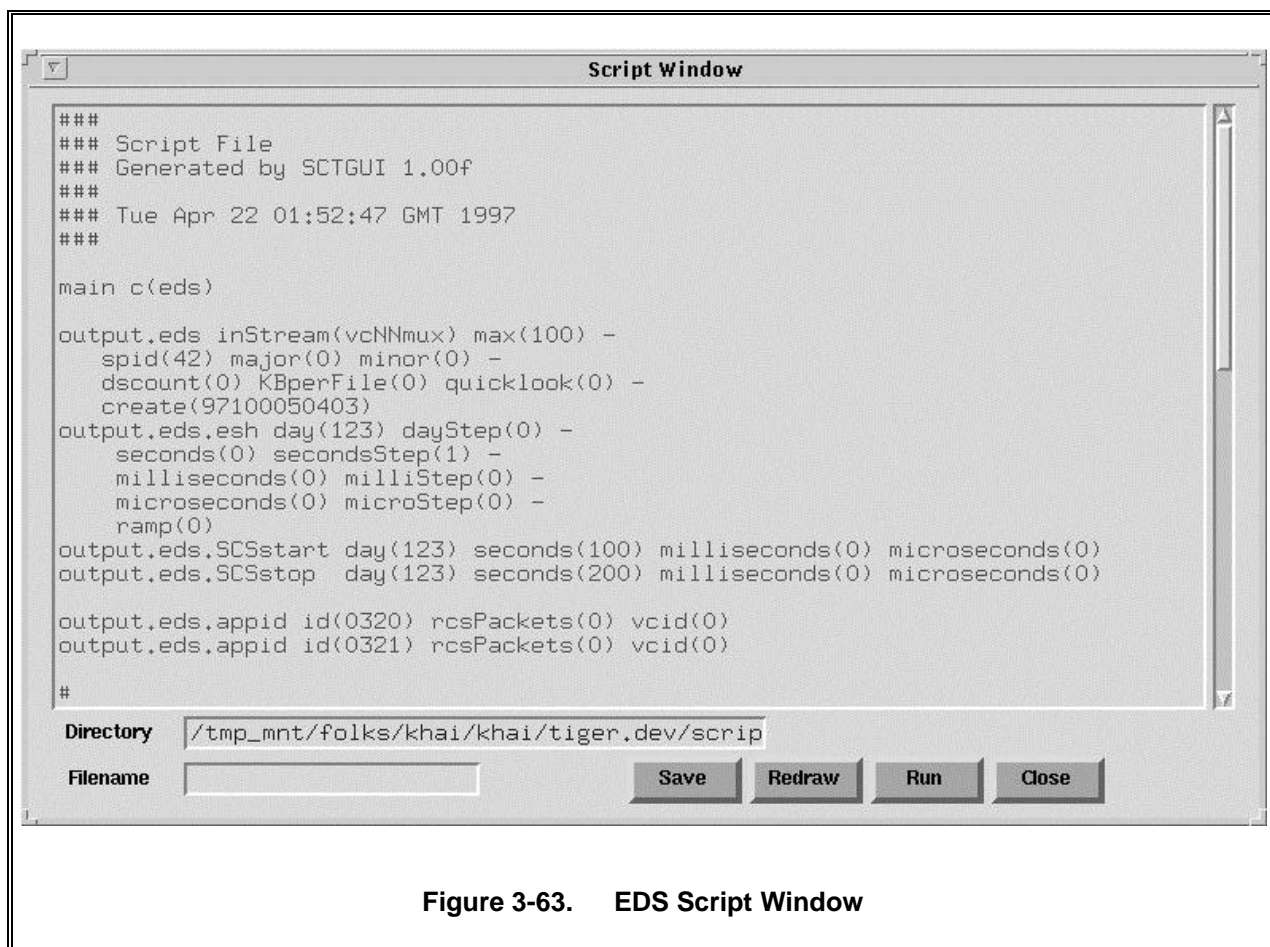 Script Window
###
### Script File
### Generated by SCTGUI 1.00f
###
### Tue Apr 22 01:52:47 GMT 1997
###
main c(eds)
output.eds inStream(vcNNmux) max(100) -
spid(42) major(0) minor(0) -
dscount(0) KBperFile(0) quicklook(0) -
create(97100050403)
output.eds.esh day(123) dayStep(0) -
seconds(0) secondsStep(1) -
milliseconds(0) milliStep(0) -
microseconds(0) microStep(0) -
ramp(0)
output.eds.SCSstart day(123) seconds(100) milliseconds(0) microseconds(0)
output.eds.SCSstop  day(123) seconds(200) milliseconds(0) microseconds(0)
output.eds.appid id(0320) rcsPackets(0) vcid(0)
output.eds.appid id(0321) rcsPackets(0) vcid(0)
#
Directory /tmp_mnt/folks/khai/khai/tiger.dev/scrip
Filename Save Redraw Run Close
Figure 3-63. EDS Script Window